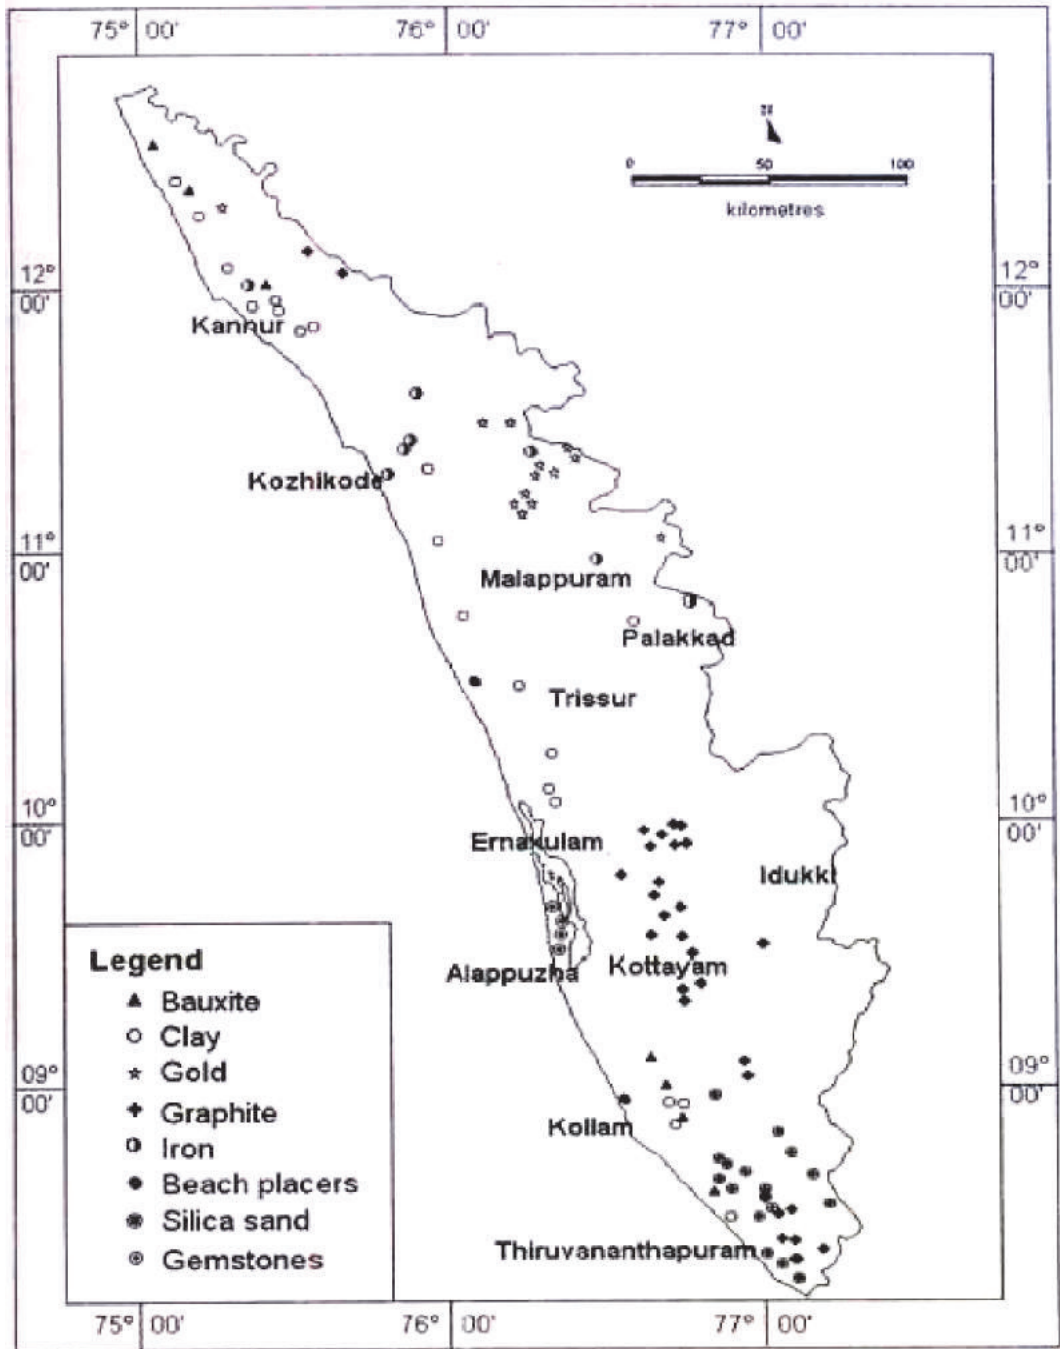 75° 00' 76° 00' 77° 00'
N
0 50 100
kilometres
12° 00' 12° 00'
Kannur
Kozhikode
11° 00' 11° 00'
Malappuram
Palakkad
Trissur
10° 00' 10° 00'
Ernakulam
Idukki
Alappuzha
Kottayam
Legend
Bauxite
Clay
Gold
Graphite
Iron
Beach placers
Silica sand
Gemstones
09° 00' 09° 00'
Kollam
Thiruvananthapuram
75° 00' 76° 00' 77° 00'